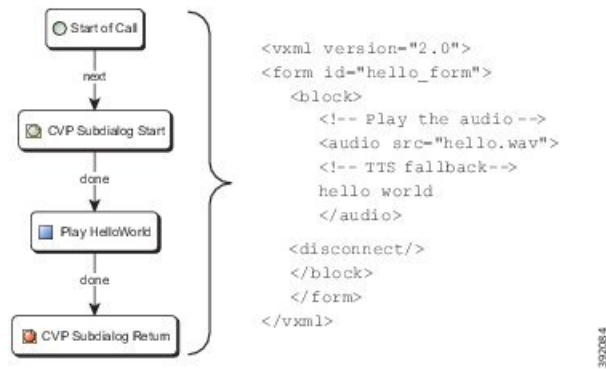 Start of Call
next
CVP Subdialog Start
done
Play HelloWorld
done
CVP Subdialog Return
<vxml version="2.0">
<form id="hello_form">
<block>
<!-- Play the audio-->
<audio src="hello.wav">
<!-- TTS fallback-->
hello world
</audio>
<disconnect/>
</block>
</form>
</vxml>
392084